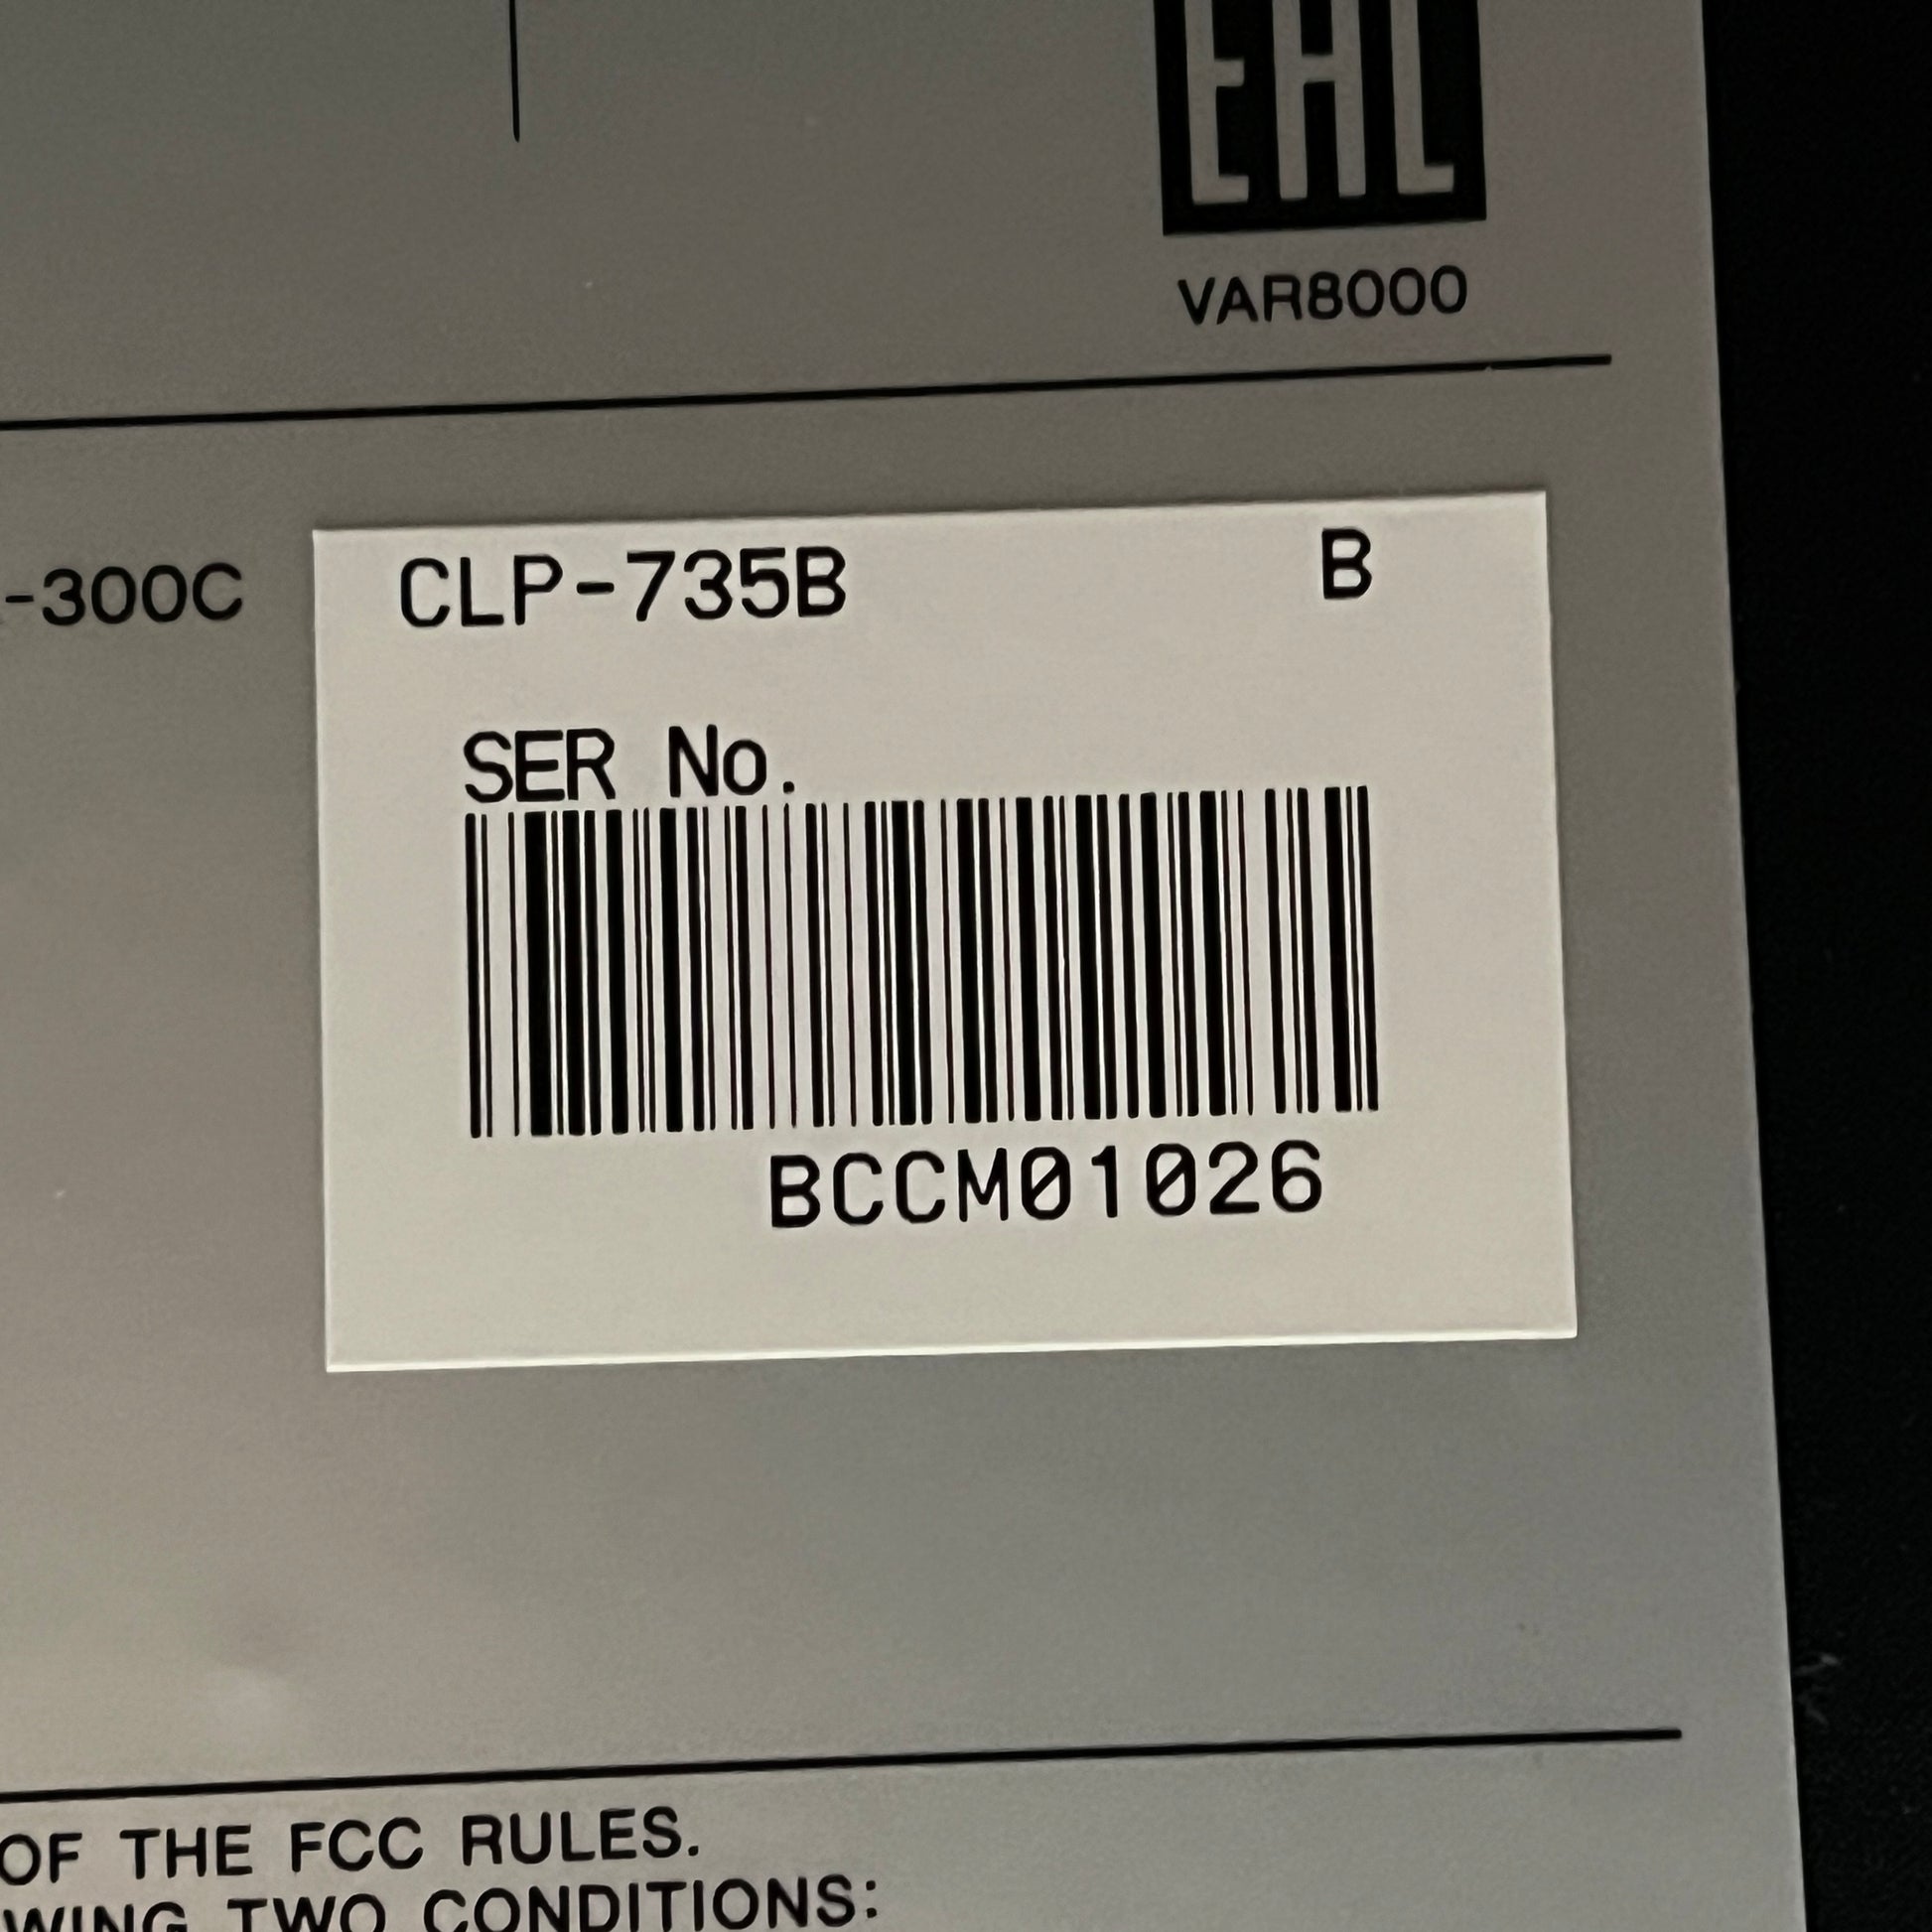 EAC
VAR8000
-300C
CLP-735B B
SER No.
BCCM01026
OF THE FCC RULES.
WING TWO CONDITIONS: